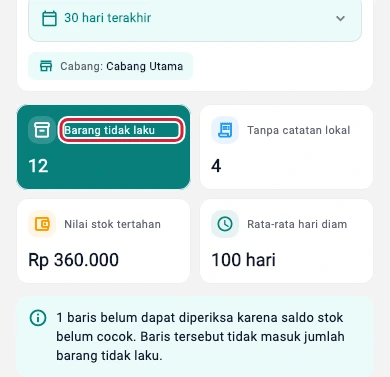 30 hari terakhir
Cabang: Cabang Utama
Barang tidak laku
12
Tanpa catatan lokal
4
Nilai stok tertahan
Rp 360.000
Rata-rata hari diam
100 hari
1 baris belum dapat diperiksa karena saldo stok
belum cocok. Baris tersebut tidak masuk jumlah
barang tidak laku.